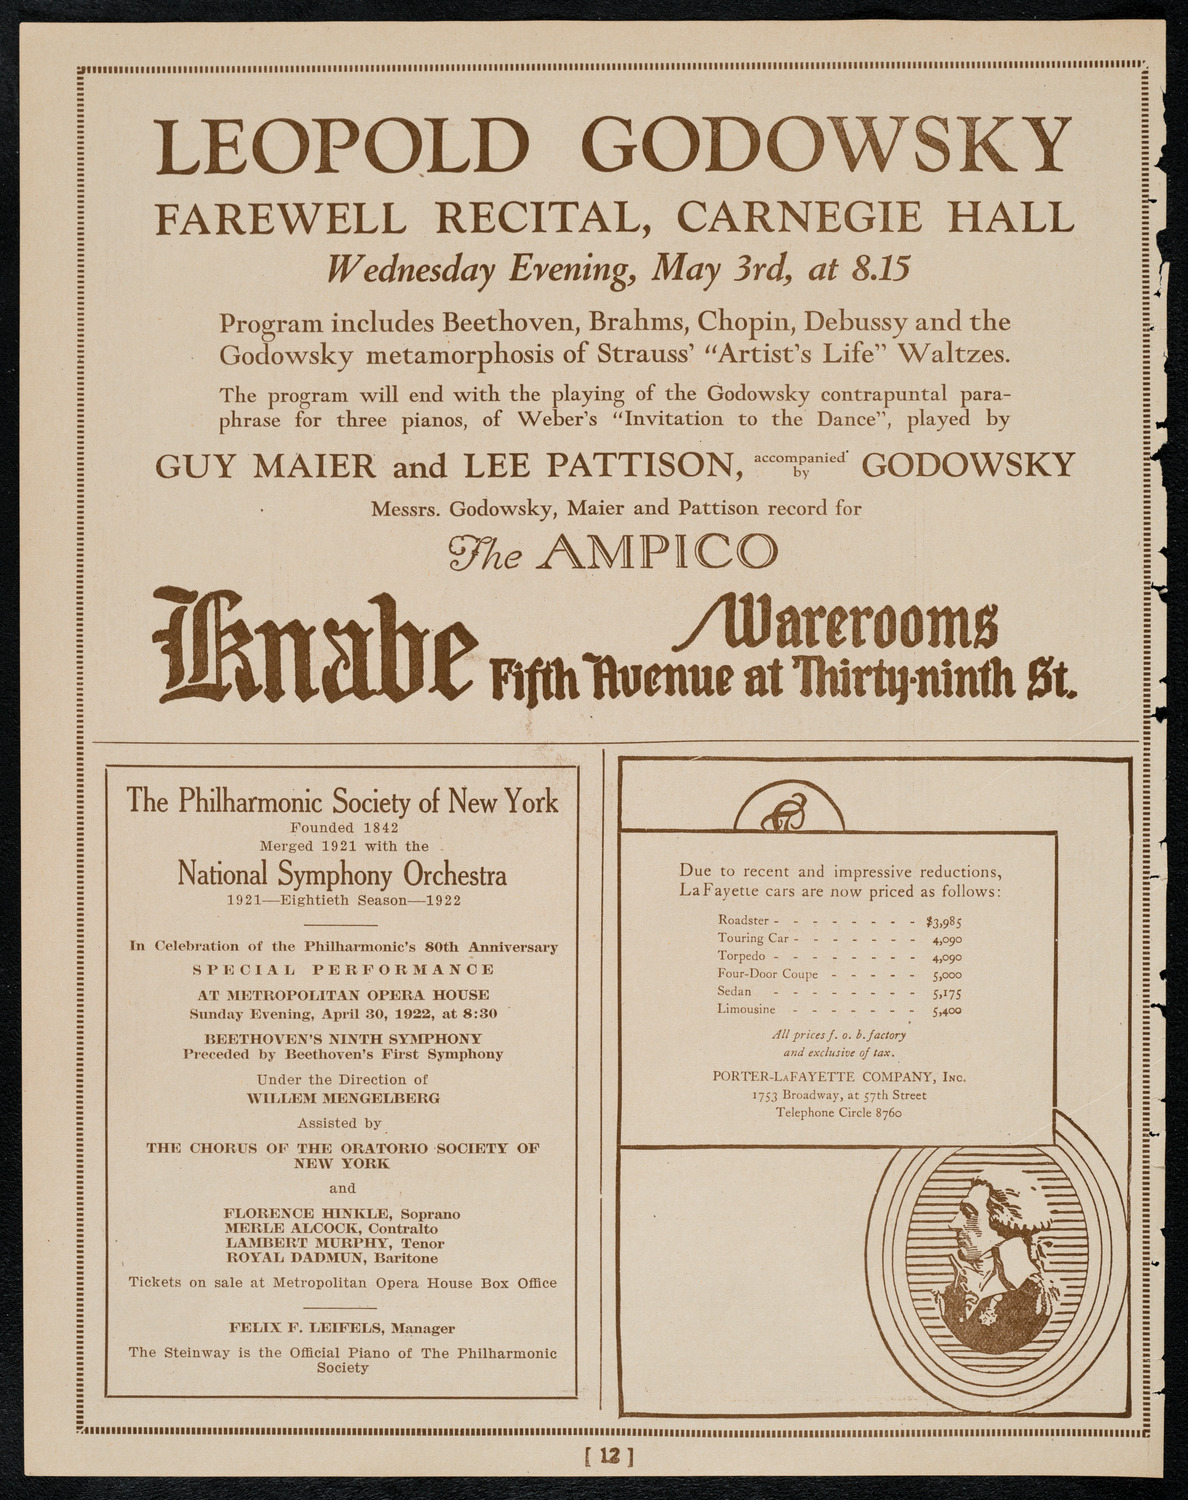 LEOPOLD GODOWSKY
FAREWELL RECITAL, CARNEGIE HALL
Wednesday Evening, May 3rd, at 8.15
Program includes Beethoven, Brahms, Chopin, Debussy and the
Godowsky metamorphosis of Strauss' "Artist's Life" Waltzes.
The program will end with the playing of the Godowsky contrapuntal para-
phrase for three pianos, of Weber's "Invitation to the Dance", played by
GUY MAIER and LEE PATTISON, accompanied by GODOWSKY
Messrs. Godowsky, Maier and Pattison record for
The AMPICO
Knabe Warerooms
Fifth Avenue at Thirty-ninth St.
The Philharmonic Society of New York
Founded 1842
Merged 1921 with the
National Symphony Orchestra
1921—Eightieth Season—1922
In Celebration of the Philharmonic's 80th Anniversary
SPECIAL PERFORMANCE
AT METROPOLITAN OPERA HOUSE
Sunday Evening, April 30, 1922, at 8:30
BEETHOVEN'S NINTH SYMPHONY
Preceded by Beethoven's First Symphony
Under the Direction of
WILLEM MENGELBERG
Assisted by
THE CHORUS OF THE ORATORIO SOCIETY OF
NEW YORK
and
FLORENCE HINKLE, Soprano
MERLE ALCOCK, Contralto
LAMBERT MURPHY, Tenor
ROYAL DADMUN, Baritone
Tickets on sale at Metropolitan Opera House Box Office
FELIX F. LEIFELS, Manager
The Steinway is the Official Piano of The Philharmonic
Society
Due to recent and impressive reductions,
LaFayette cars are now priced as follows:
Roadster - - - - - - - - $3,985
Touring Car - - - - - - - 4,090
Torpedo - - - - - - - - 4,090
Four-Door Coupe - - - - - 5,000
Sedan - - - - - - - - 5,175
Limousine - - - - - - - 5,400
All prices f. o. b. factory
and exclusive of tax.
PORTER-LAFAYETTE COMPANY, INC.
1753 Broadway, at 57th Street
Telephone Circle 8760
[ 12 ]